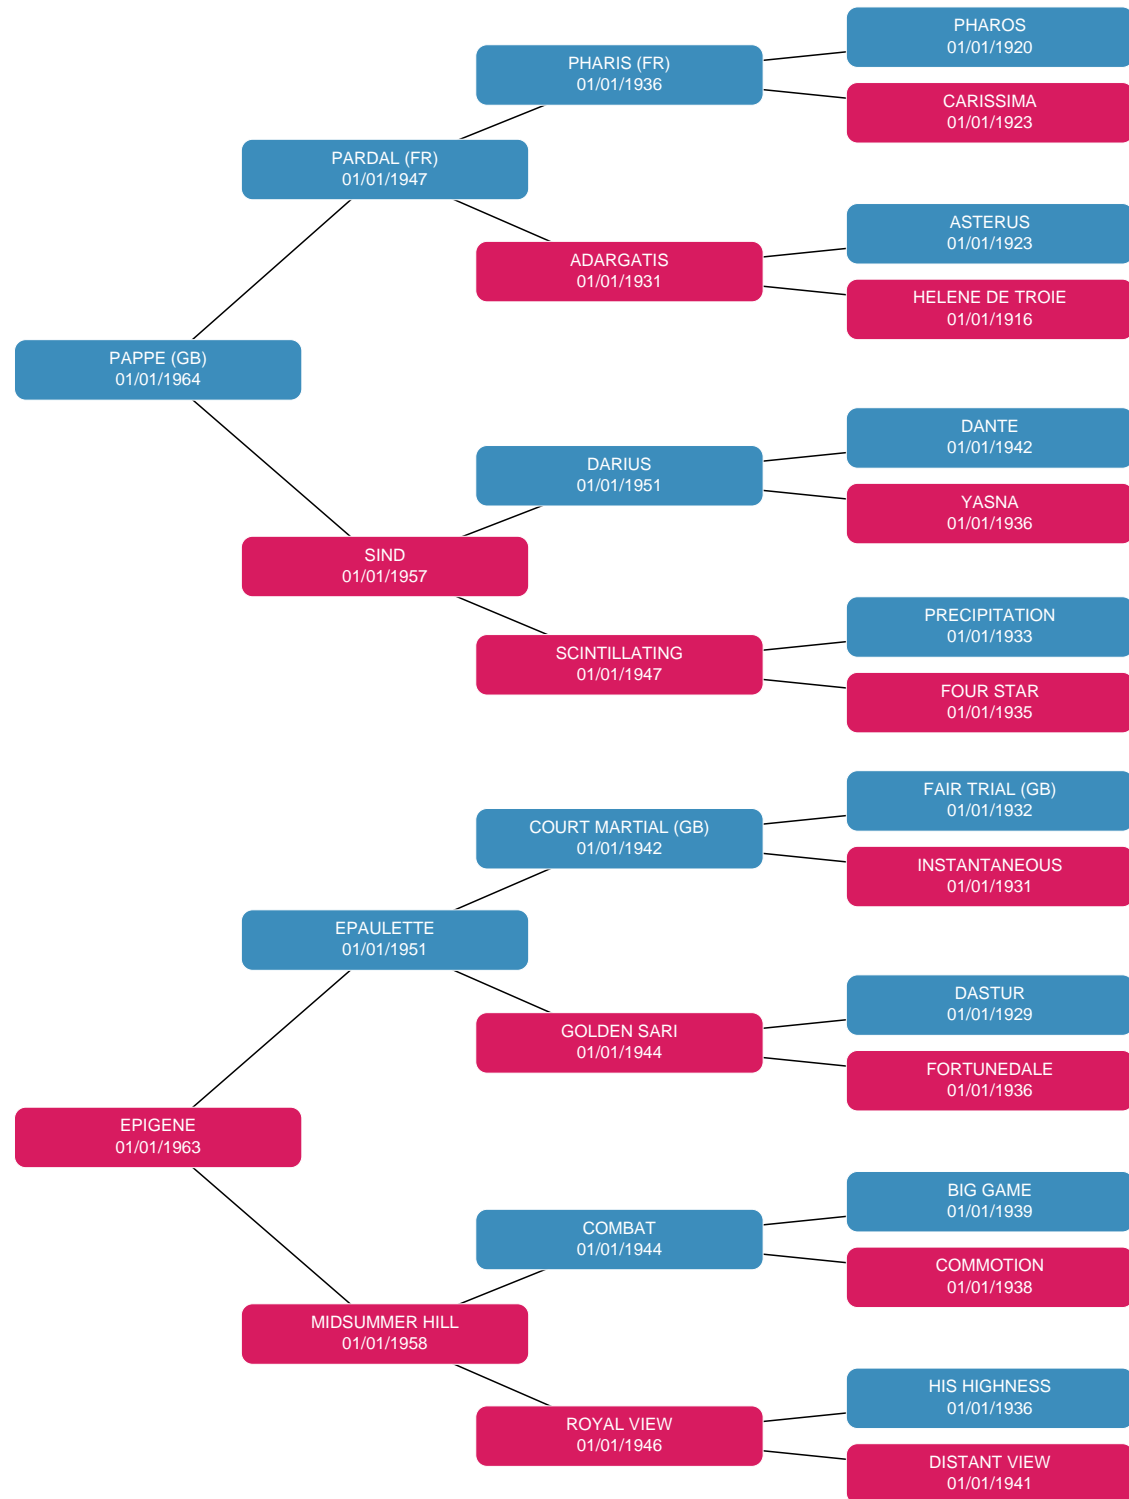 PHAROS
01/01/1920
PHARIS (FR)
01/01/1936
CARISSIMA
01/01/1923
PARDAL (FR)
01/01/1947
ASTERUS
01/01/1923
ADARGATIS
01/01/1931
HELENE DE TROIE
01/01/1916
PAPPE (GB)
01/01/1964
DANTE
01/01/1942
DARIUS
01/01/1951
YASNA
01/01/1936
SIND
01/01/1957
PRECIPITATION
01/01/1933
SCINTILLATING
01/01/1947
FOUR STAR
01/01/1935
FAIR TRIAL (GB)
01/01/1932
COURT MARTIAL (GB)
01/01/1942
INSTANTANEOUS
01/01/1931
EPAULETTE
01/01/1951
DASTUR
01/01/1929
GOLDEN SARI
01/01/1944
FORTUNEDALE
01/01/1936
EPIGENE
01/01/1963
BIG GAME
01/01/1939
COMBAT
01/01/1944
COMMOTION
01/01/1938
MIDSUMMER HILL
01/01/1958
HIS HIGHNESS
01/01/1936
ROYAL VIEW
01/01/1946
DISTANT VIEW
01/01/1941